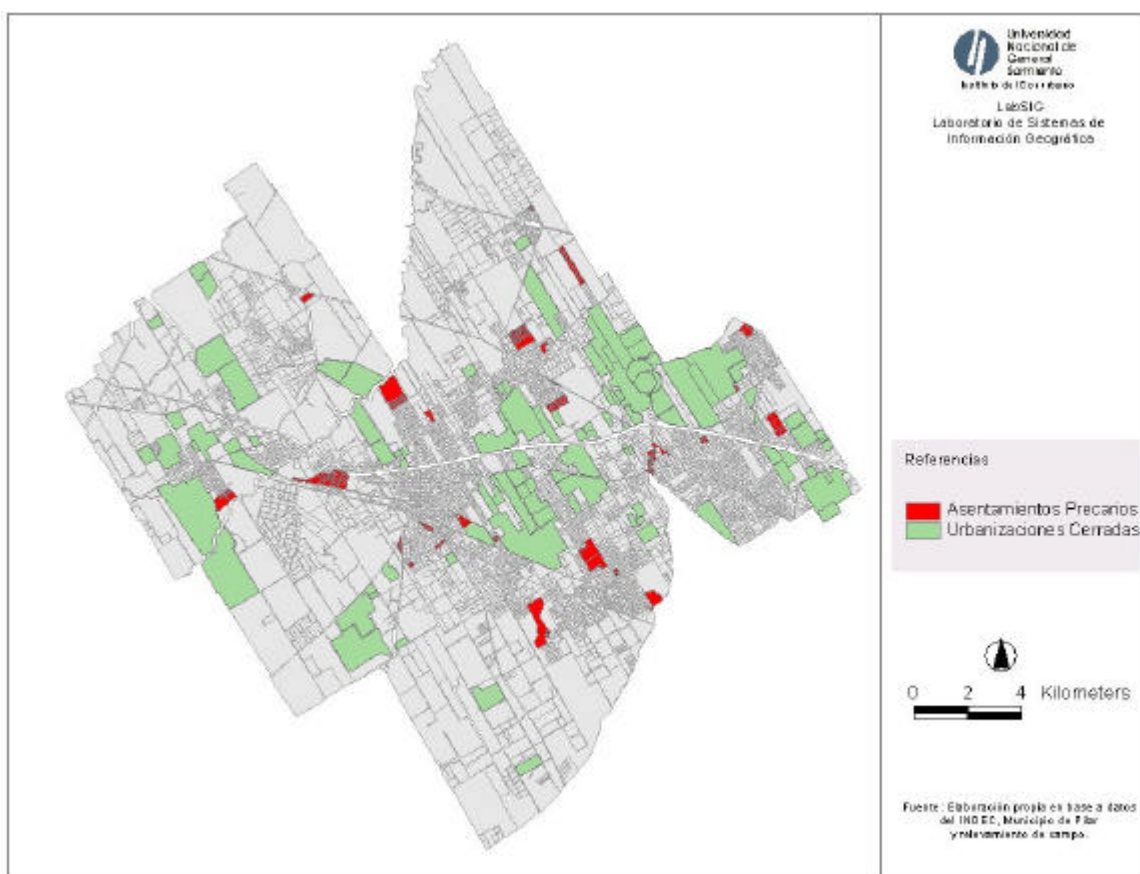 Universidad
Nacional de
General
Sarmiento
Instituto del Conurbano
LabSIG
Laboratorio de Sistemas de
Información Geográfica
Referencias
Asentamientos Precarios
Urbanizaciones Cerradas
0 2 4 Kilometers
Fuente: Elaboración propia en base a datos
del INDEC, Municipio de Pilar
y relevamiento de campo.